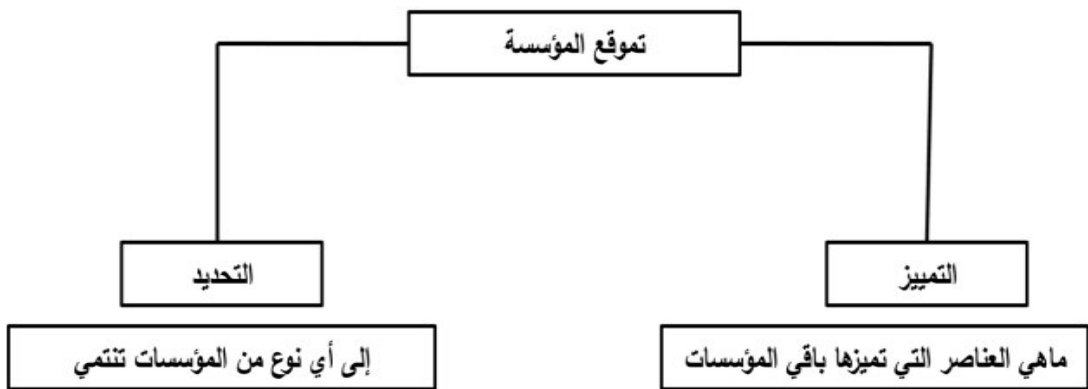 تموقع المؤسسة
التمييز
التحديد
ماهي العناصر التي تميزها باقي المؤسسات
إلى أي نوع من المؤسسات تنتمي